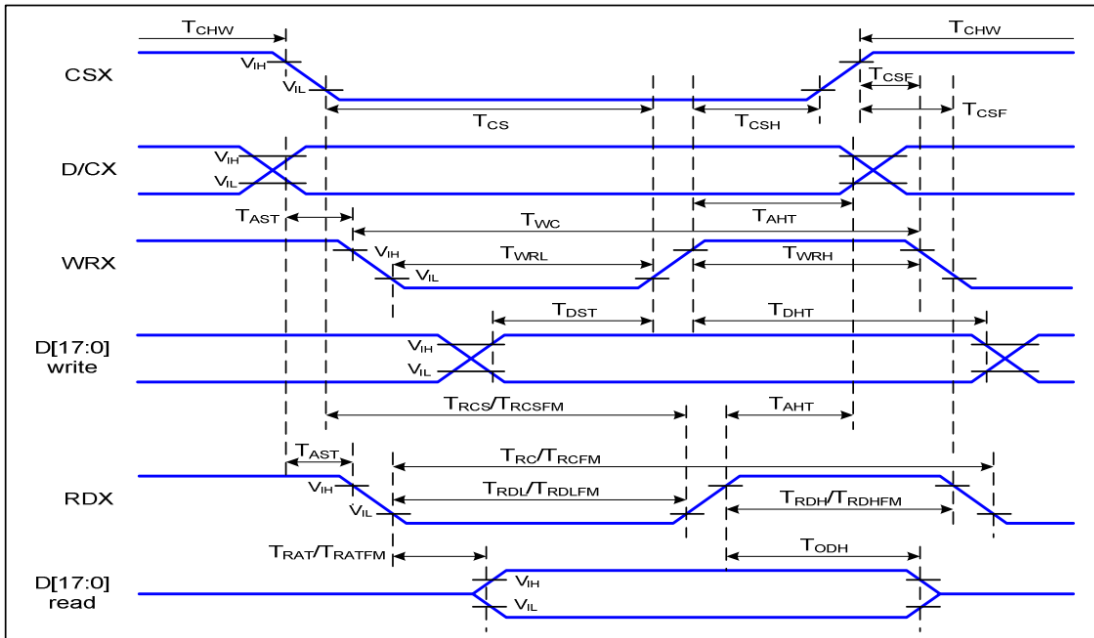 TCHW TCHW
CSX
VIH
VIL
TCSF
TCSF
TCS TCSH
D/CX
VIH
VIL
TAST TWC TAHT
WRX
VIH
VIL
TWRL TWRH
TDST TDHT
D[17:0]
write
VIH
VIL
TRCS/TRCSFM TAHT
TAST TRC/TRCFM
RDX
VIH
VIL
TRDL/TRDLFM TRDH/TRDHFM
TRAT/TRATFM TODH
D[17:0]
read
VIH
VIL